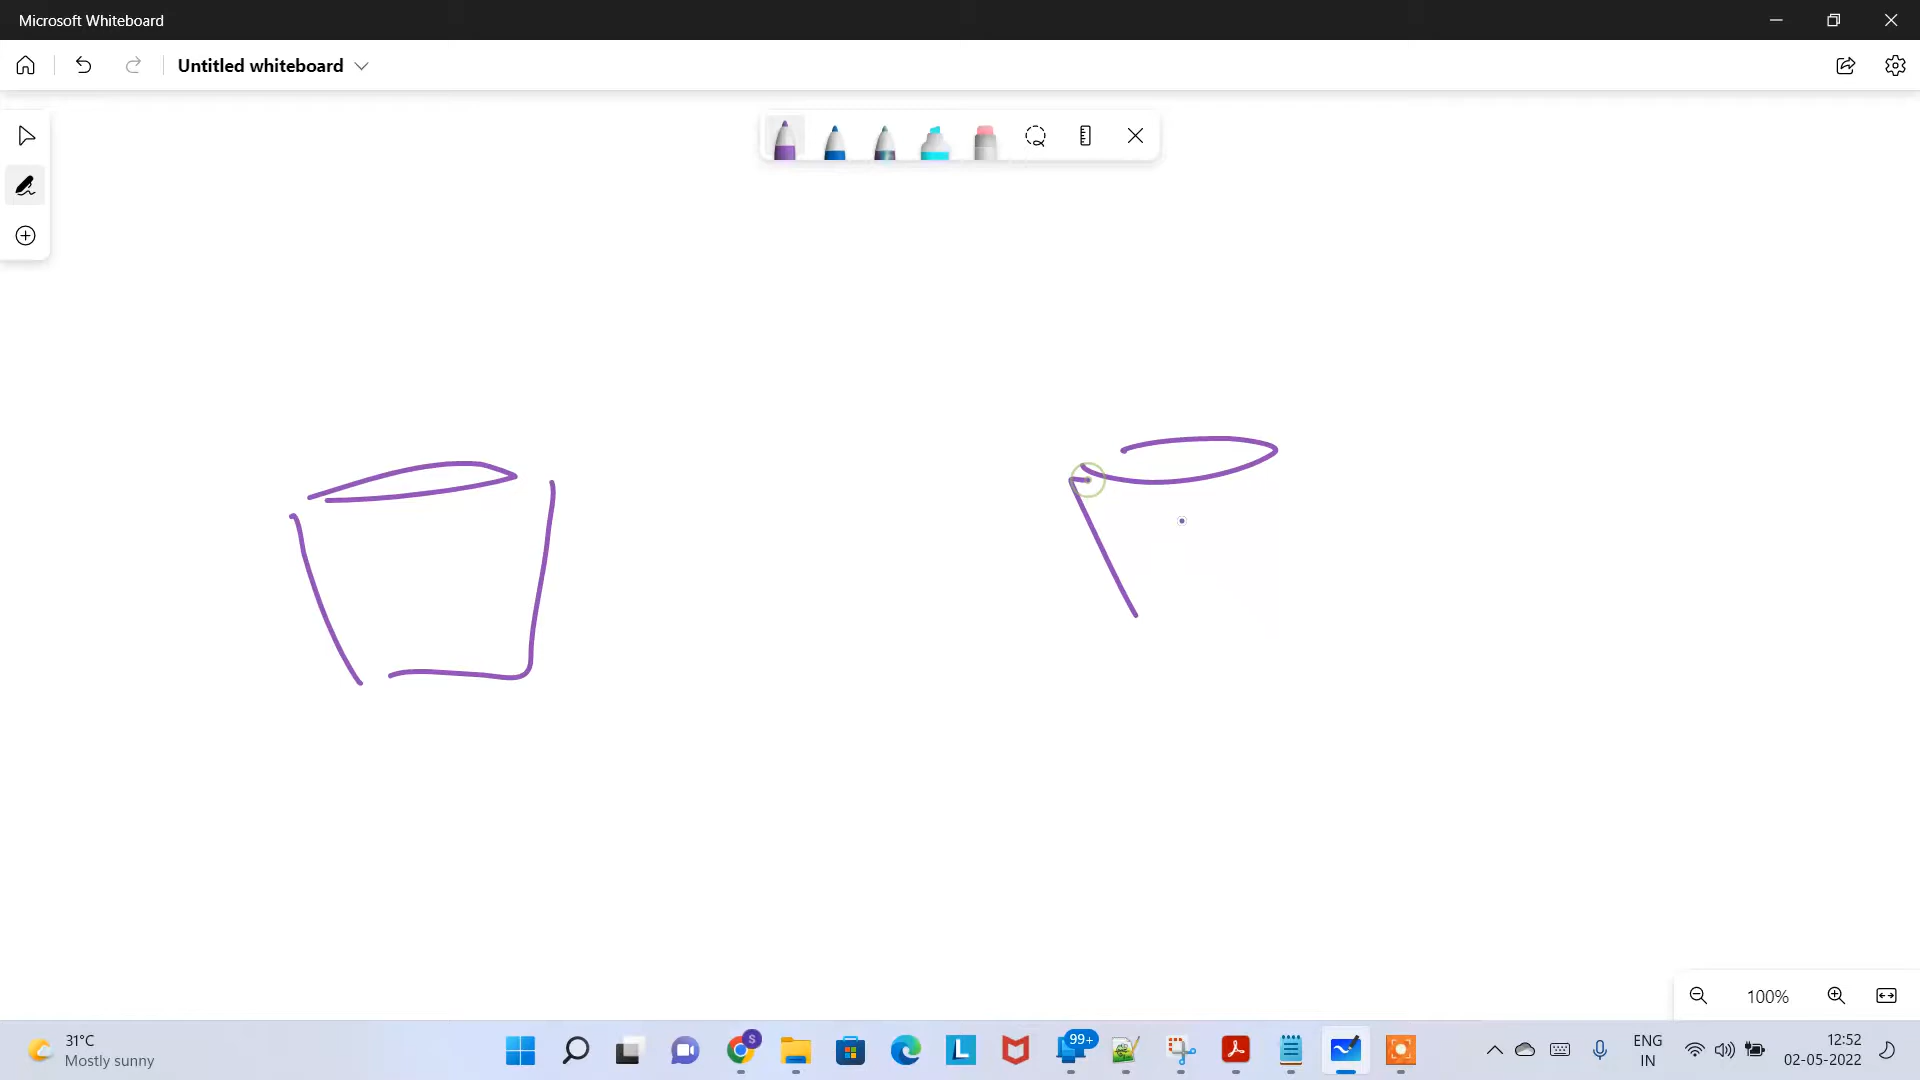 Microsoft Whiteboard
Untitled whiteboard
100%
31°C
Mostly sunny
S
L
99+
ENG
IN
12:52
02-05-2022